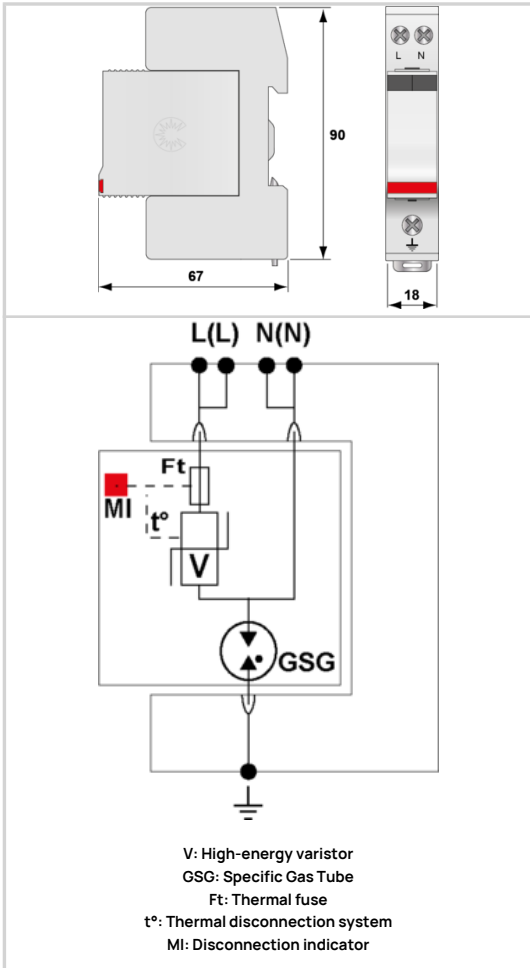 L N
90
67
18
L(L) N(N)
Ft
MI
t°
V
GSG
V: High-energy varistor
GSG: Specific Gas Tube
Ft: Thermal fuse
t°: Thermal disconnection system
MI: Disconnection indicator